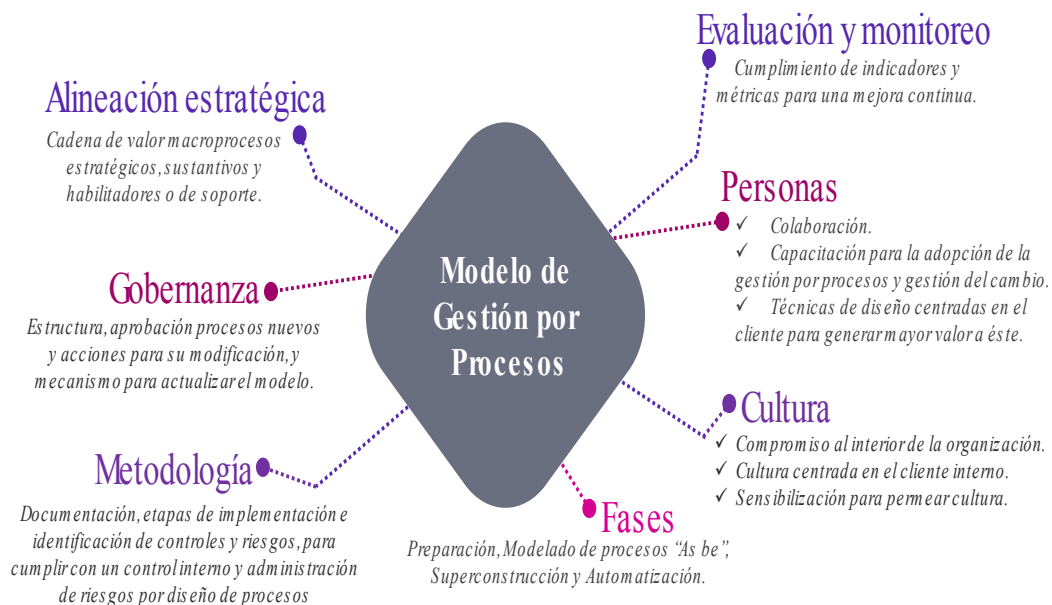 Evaluación y monitoreo
Cumplimiento de indicadores y
métricas para una mejora continua.
Alineación estratégica
Cadena de valor macroprocesos
estratégicos, sustantivos y
habilitadores o de soporte.
Personas
✓ Colaboración.
✓ Capacitación para la adopción de la
gestión por procesos y gestión del cambio.
✓ Técnicas de diseño centradas en el
cliente para generar mayor valor a éste.
Modelo de
Gestión por
Procesos
Gobernanza
Estructura, aprobación procesos nuevos
y acciones para su modificación, y
mecanismo para actualizar el modelo.
Cultura
✓ Compromiso al interior de la organización.
✓ Cultura centrada en el cliente interno.
✓ Sensibilización para permear cultura.
Metodología
Documentación, etapas de implementación e
identificación de controles y riesgos, para
cumplir con un control interno y administración
de riesgos por diseño de procesos
Fases
Preparación, Modelado de procesos “As be”,
Superconstrucción y Automatización.